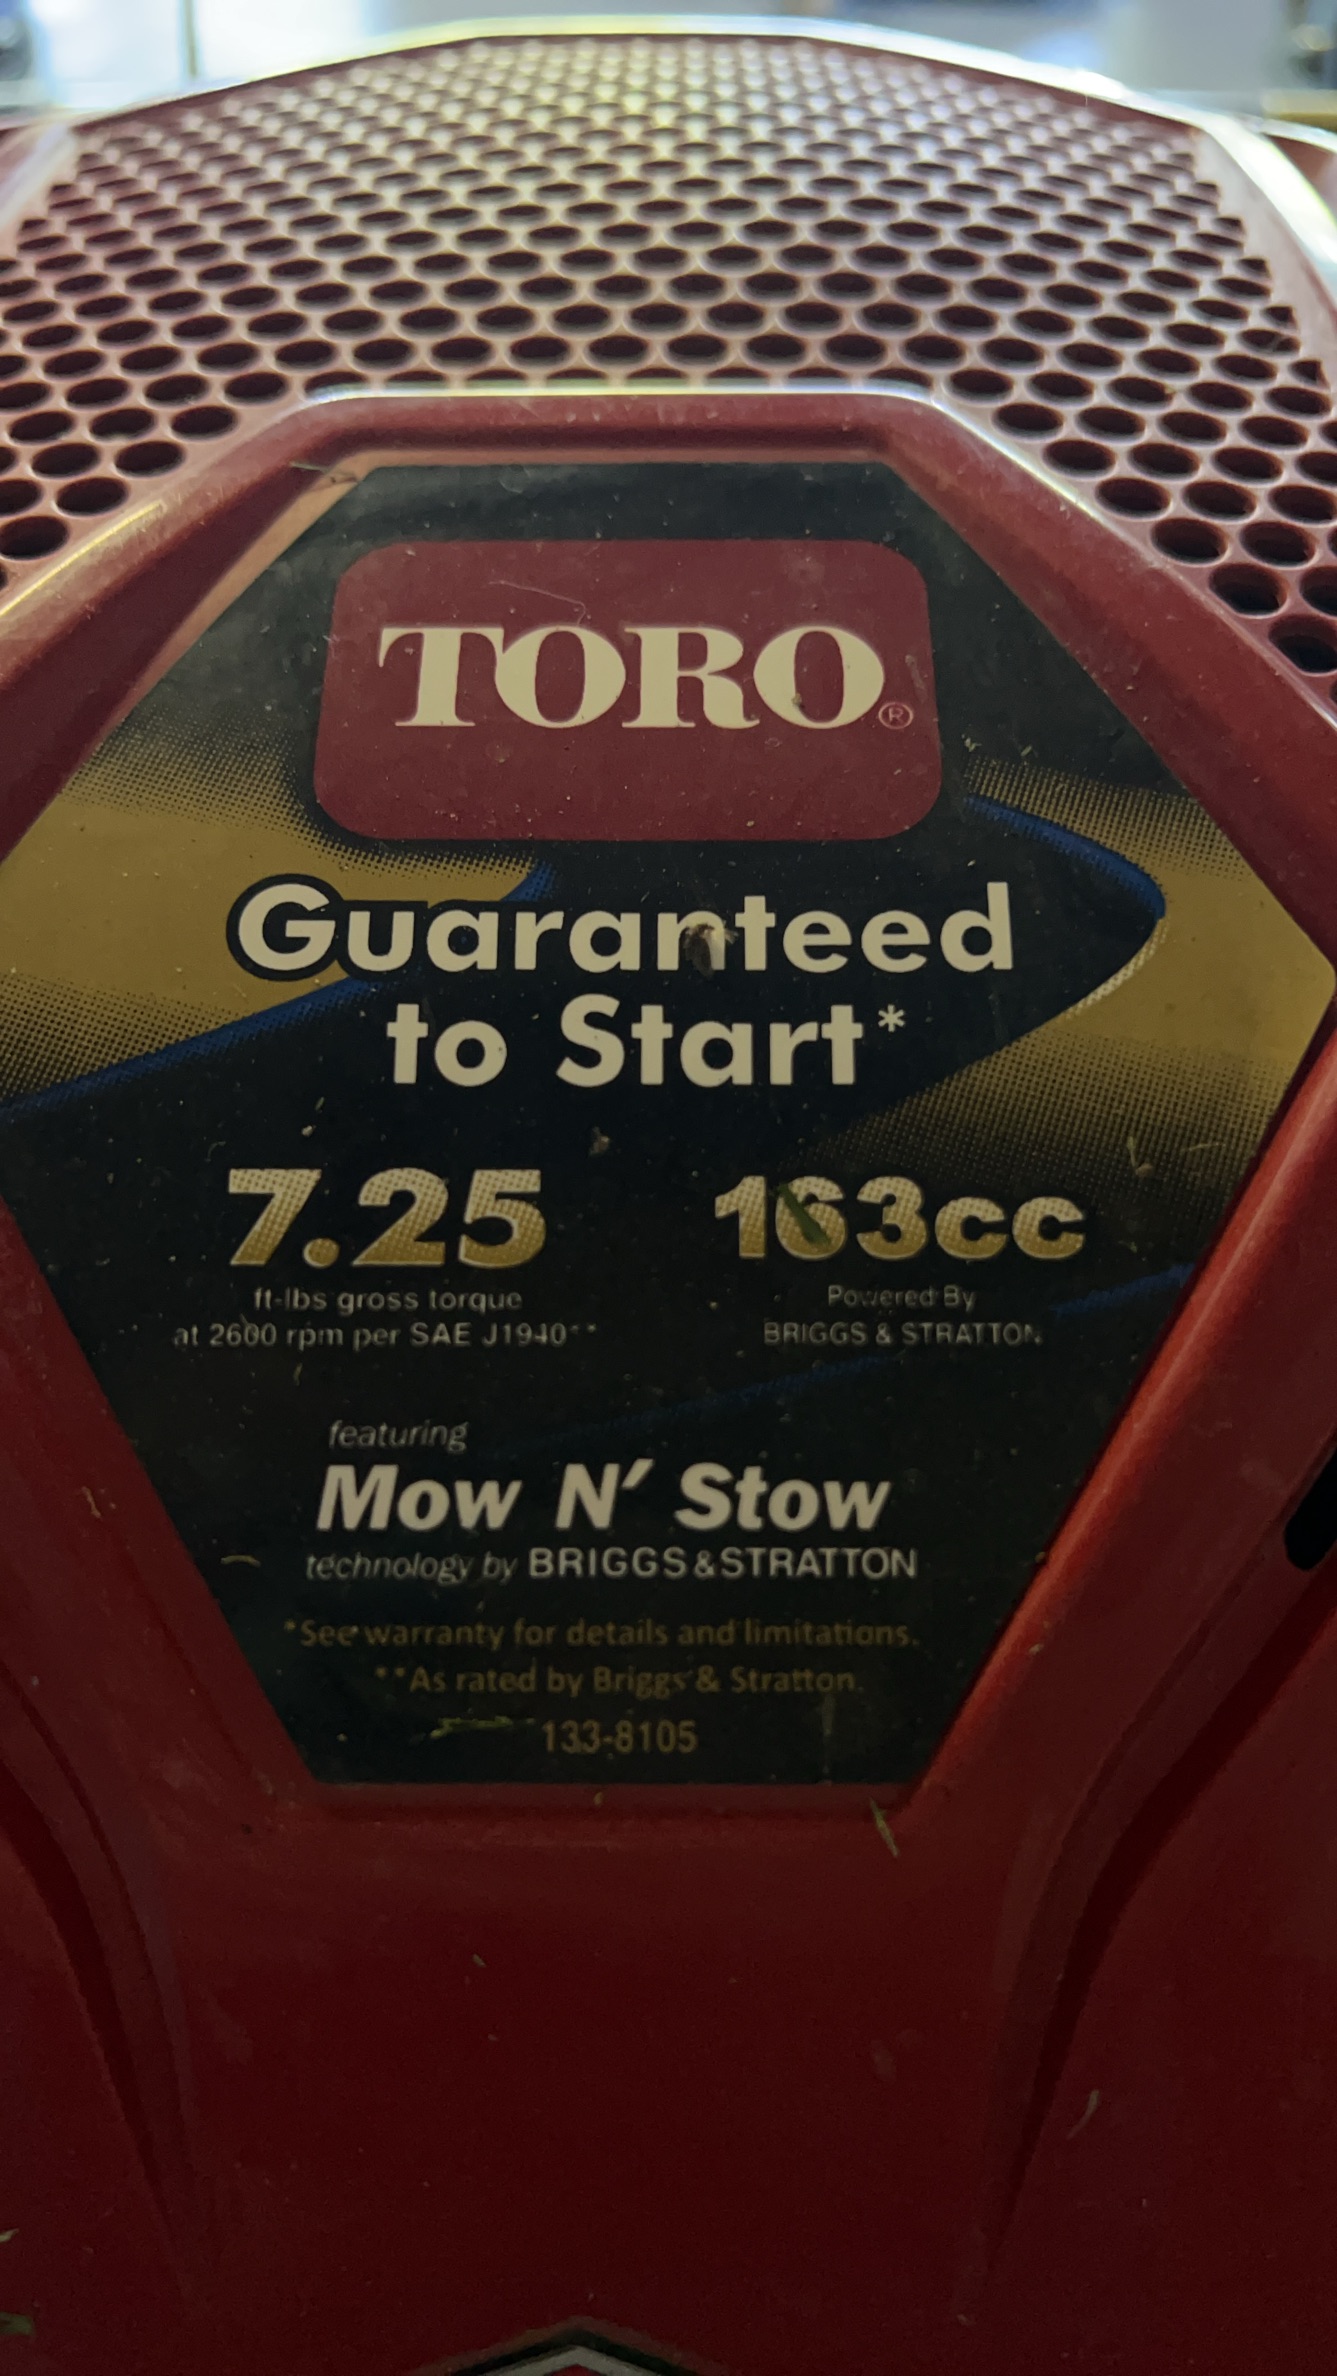 TORO®
Guaranteed
to Start*
7.25
ft-lbs gross torque
at 2600 rpm per SAE J1940**
163cc
Powered By
BRIGGS & STRATTON
featuring
Mow N' Stow
technology by BRIGGS&STRATTON
*See warranty for details and limitations.
**As rated by Briggs & Stratton.
133-8105